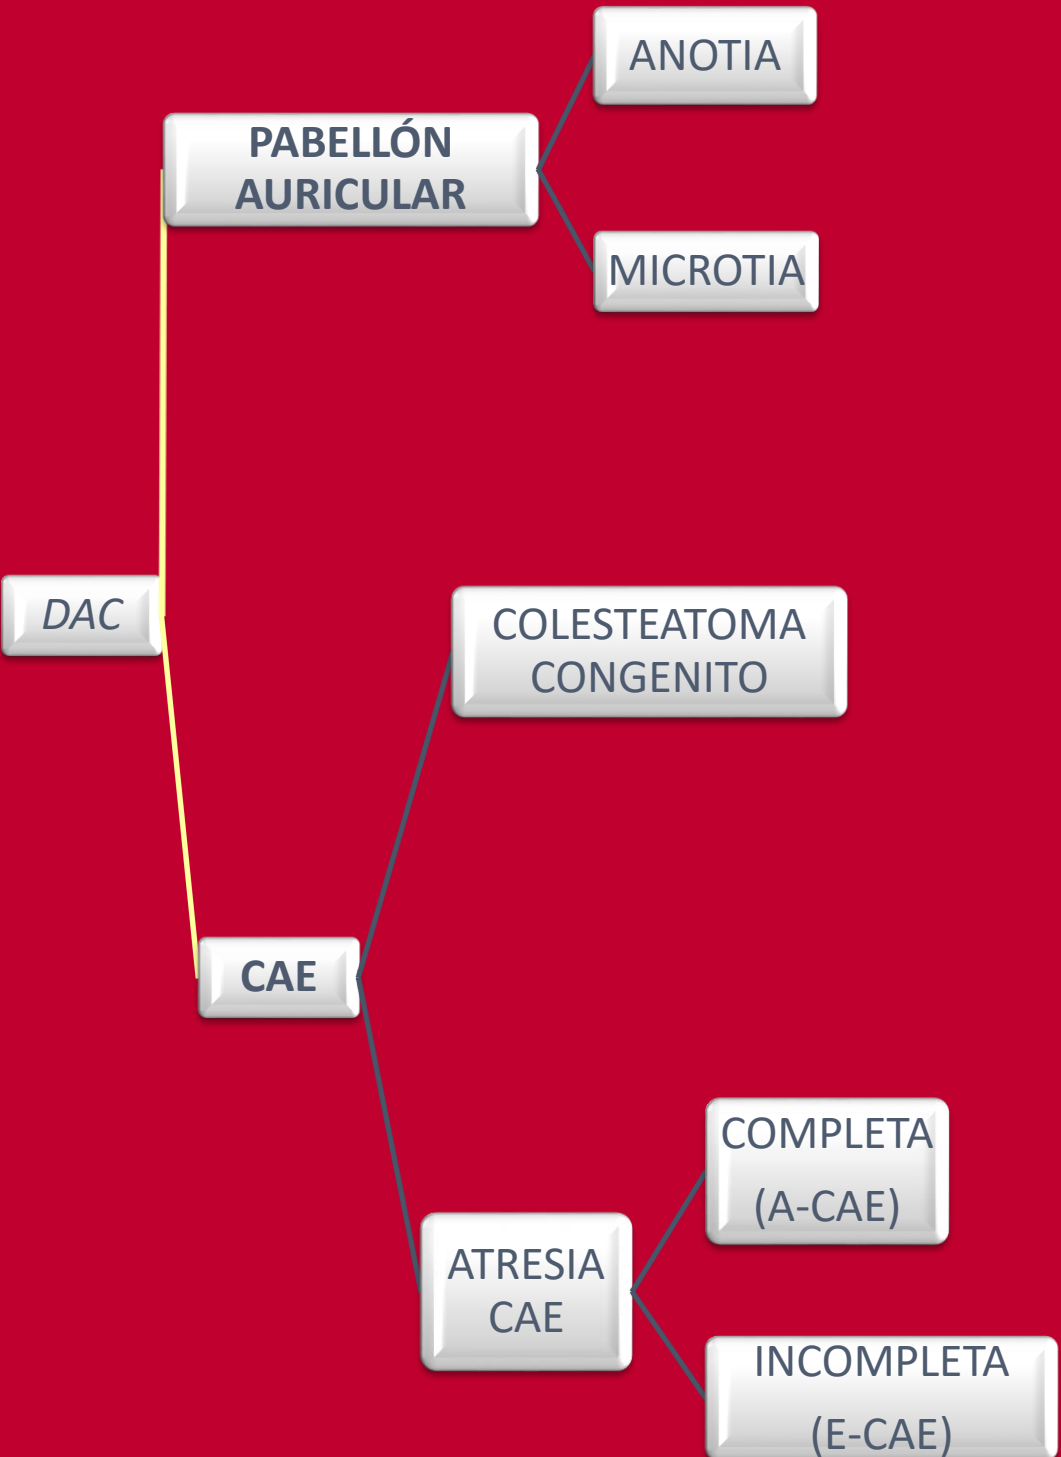 ANOTIA
PABELLÓN
AURICULAR
MICROTIA
DAC
COLESTEATOMA
CONGENITO
CAE
COMPLETA
(A-CAE)
ATRESIA
CAE
INCOMPLETA
(E-CAE)